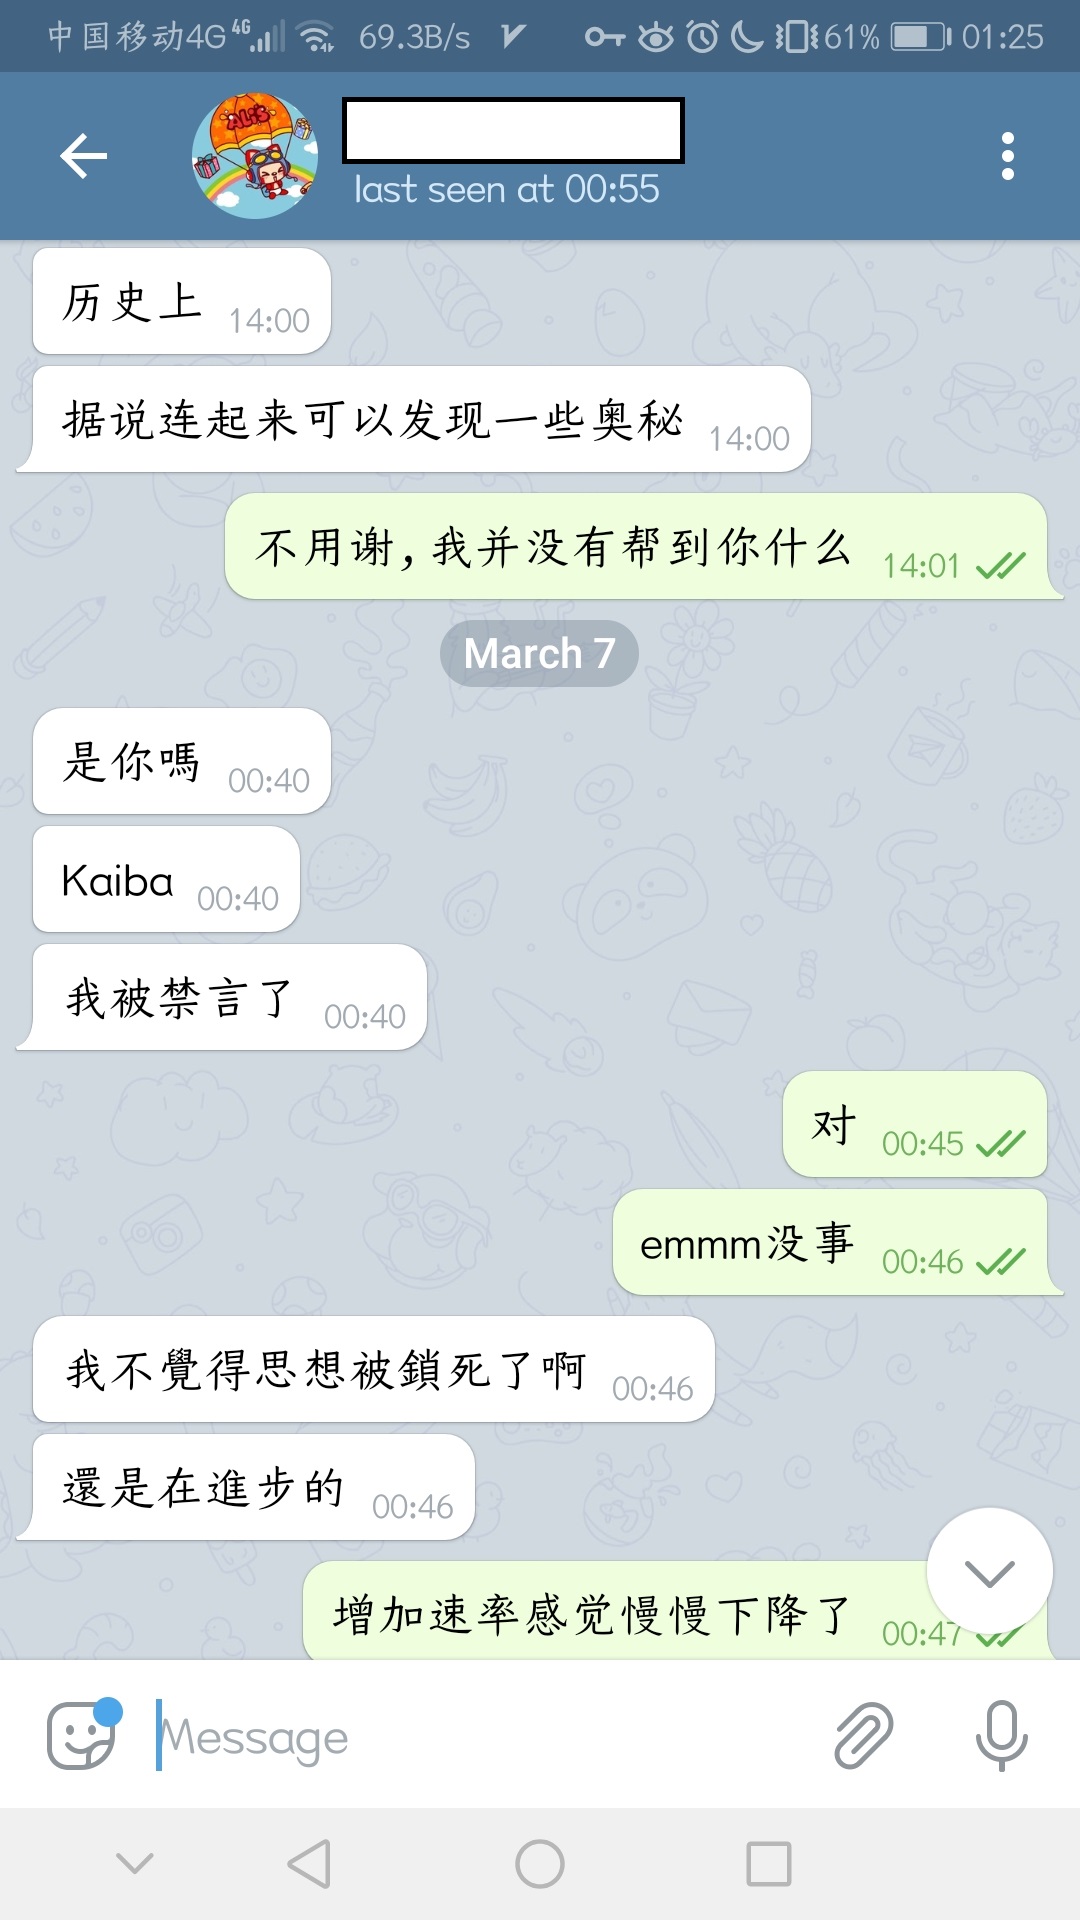 中国移动4G 4G 69.3B/s 61% 01:25
ALiS
last seen at 00:55
历史上 14:00
据说连起来可以发现一些奥秘 14:00
不用谢,我并没有帮到你什么 14:01
March 7
是你嗎 00:40
Kaiba 00:40
我被禁言了 00:40
对 00:45
emmm没事 00:46
我不覺得思想被鎖死了啊 00:46
還是在進步的 00:46
增加速率感觉慢慢下降了 00:47
Message